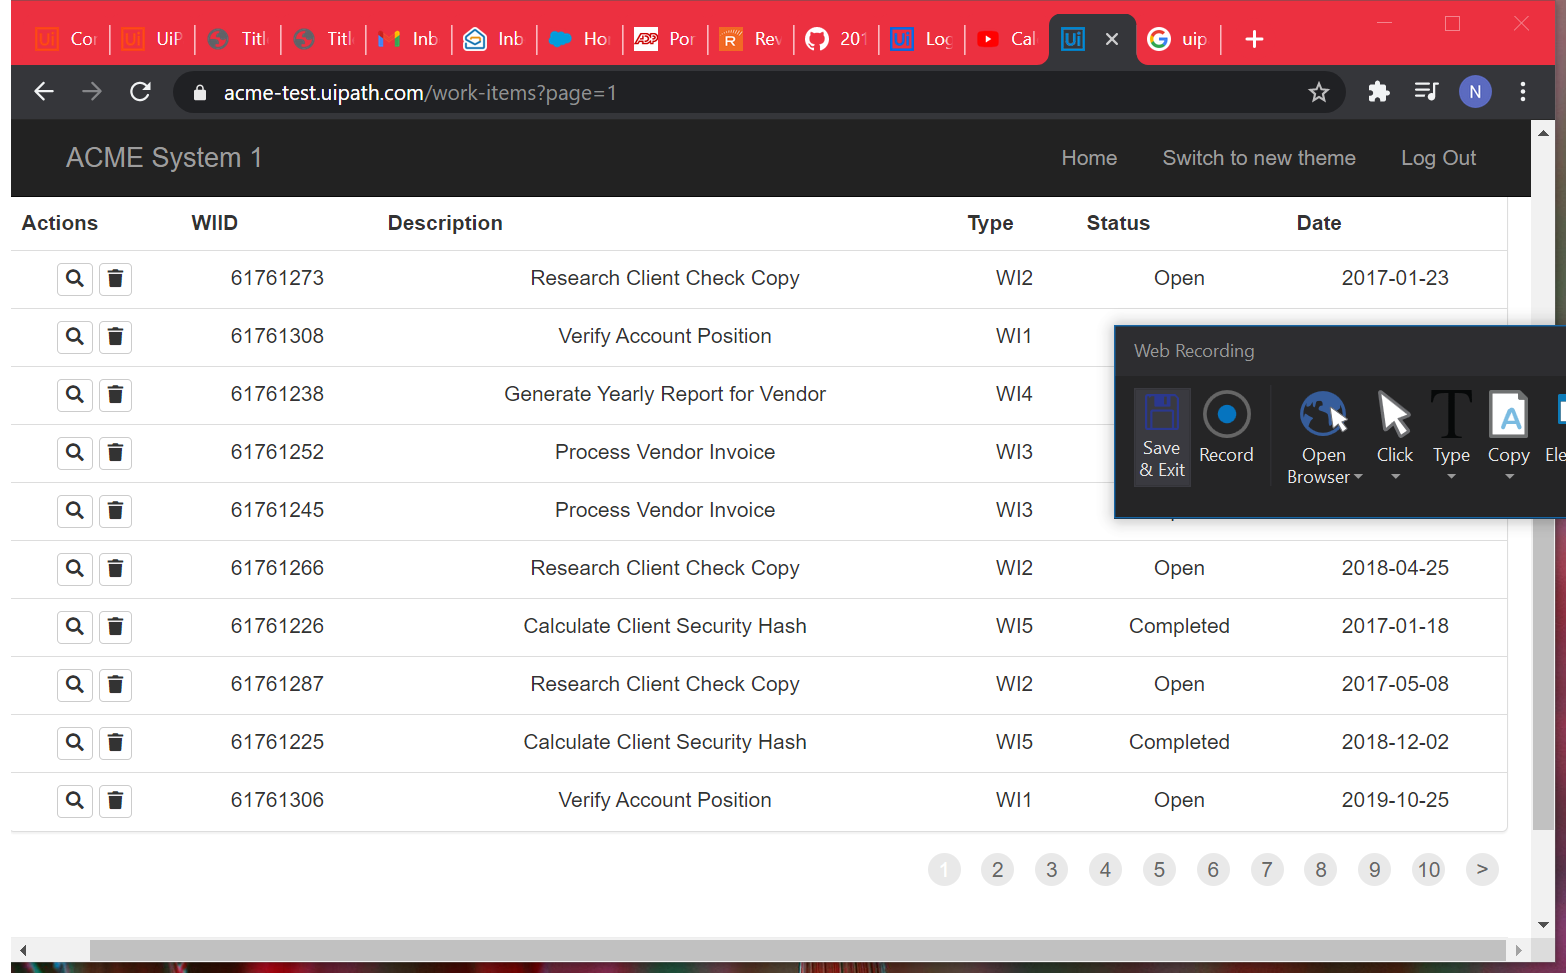 Co UiP Titl Titl Inb Inb Ho Por Rev 201 Log Cal uip
acme-test.uipath.com/work-items?page=1
N
ACME System 1 Home Switch to new theme Log Out
Actions WIID Description Type Status Date
61761273 Research Client Check Copy WI2 Open 2017-01-23
61761308 Verify Account Position WI1
61761238 Generate Yearly Report for Vendor WI4
61761252 Process Vendor Invoice WI3
61761245 Process Vendor Invoice WI3
61761266 Research Client Check Copy WI2 Open 2018-04-25
61761226 Calculate Client Security Hash WI5 Completed 2017-01-18
61761287 Research Client Check Copy WI2 Open 2017-05-08
61761225 Calculate Client Security Hash WI5 Completed 2018-12-02
61761306 Verify Account Position WI1 Open 2019-10-25
1 2 3 4 5 6 7 8 9 10 >
Web Recording
Save & Exit
Record
Open Browser
Click
Type
Copy
Ele